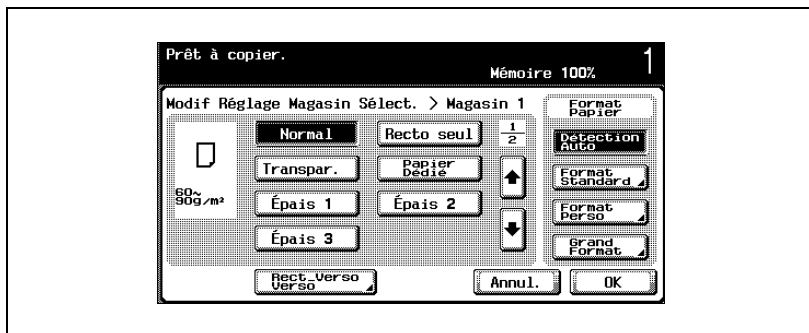 Prêt à copier.
1
Mémoire 100%
Modif Réglage Magasin Sélect. > Magasin 1
Format
Papier
Normal
Recto seul
1
2
Détection
Auto
Transpar.
Papier
Dédié
Format
Standard
60~
90g/m²
Épais 1
Épais 2
Format
Perso
Épais 3
Grand
Format
Rect_Verso
Verso
Annul.
OK